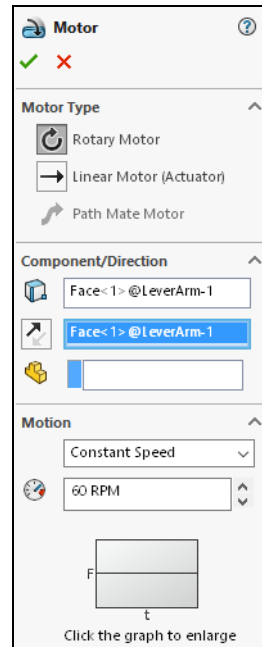 Motor
Motor Type
Rotary Motor
Linear Motor (Actuator)
Path Mate Motor
Component/Direction
Face<1>@LeverArm-1
Face<1>@LeverArm-1
Motion
Constant Speed
60 RPM
F
t
Click the graph to enlarge